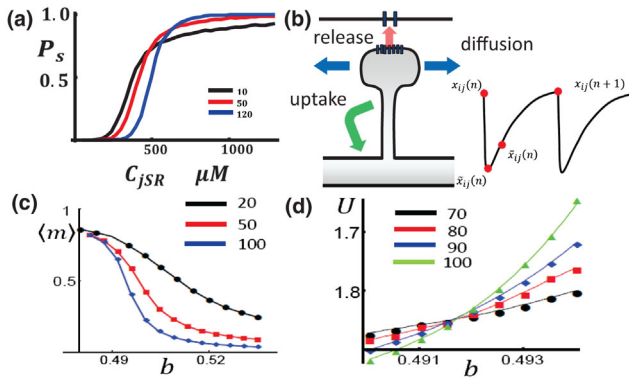 (a)
P_s
1.0
0.5
10
50
120
500
1000
C_jSR
μM
(b)
release
diffusion
uptake
x_ij(n)
x_ij(n+1)
x̃_ij(n)
x̄_ij(n)
(c)
⟨m⟩
1
0.5
20
50
100
0.49
0.52
b
(d)
U
1.7
1.8
70
80
90
100
0.491
0.493
b